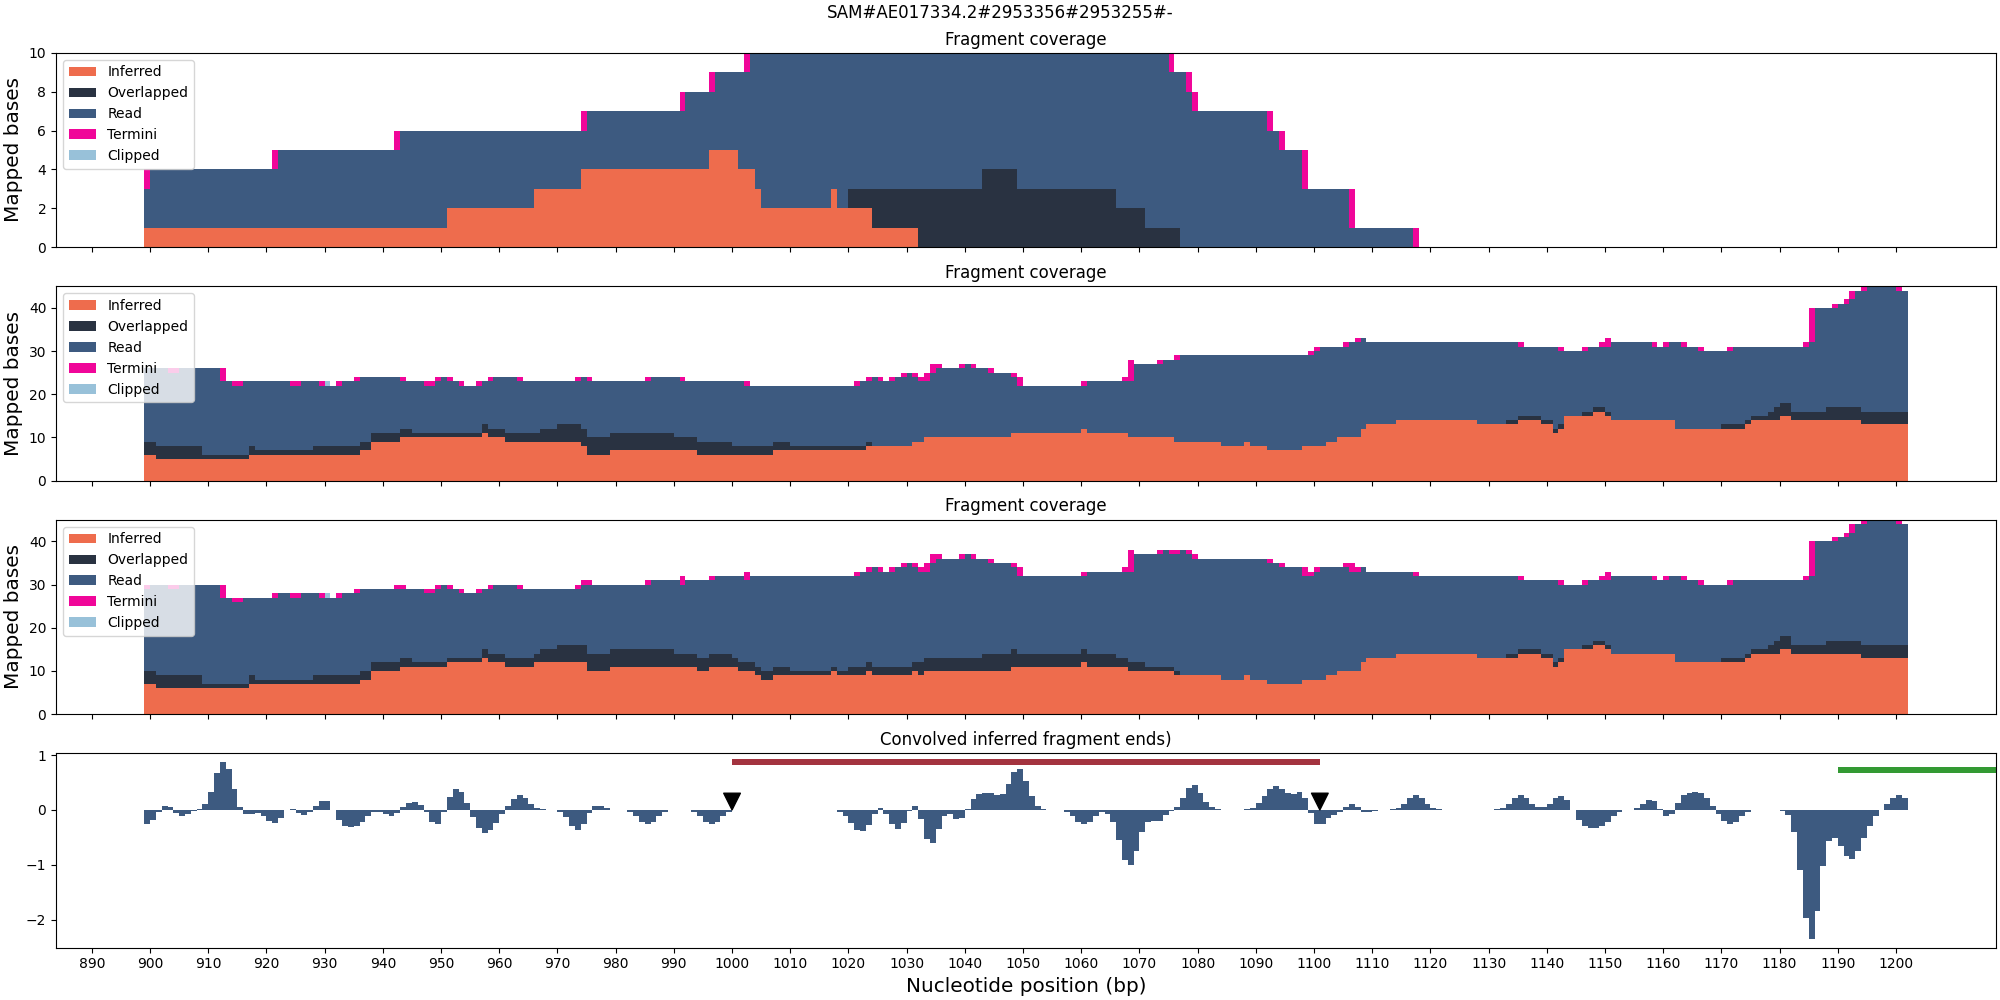 SAM#AE017334.2#2953356#2953255#-
Fragment coverage
Mapped bases
10
8
6
4
2
0
Inferred
Overlapped
Read
Termini
Clipped
Fragment coverage
Mapped bases
40
30
20
10
0
Inferred
Overlapped
Read
Termini
Clipped
Fragment coverage
Mapped bases
40
30
20
10
0
Inferred
Overlapped
Read
Termini
Clipped
Convolved inferred fragment ends)
1
0
−1
−2
890 900 910 920 930 940 950 960 970 980 990 1000 1010 1020 1030 1040 1050 1060 1070 1080 1090 1100 1110 1120 1130 1140 1150 1160 1170 1180 1190 1200
Nucleotide position (bp)